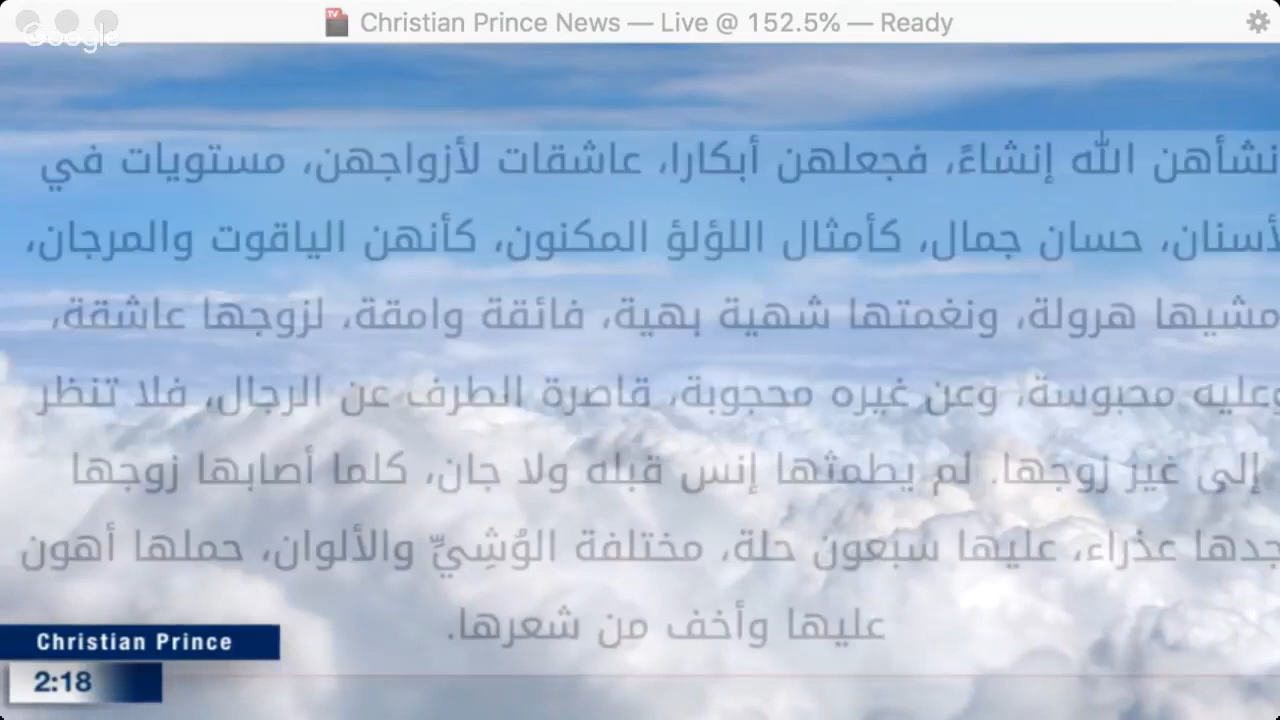 Christian Prince News — Live @ 152.5% — Ready
Google
نشأهن الله إنشاءً، فجعلهن أبكارا، عاشقات لأزواجهن، مستويات في
لأسنان، حسان جمال، كأمثال اللؤلؤ المكنون، كأنهن الياقوت والمرجان،
مشيها هرولة، ونغمتها شهية بهية، فائقة وامقة، لزوجها عاشقة،
وعليه محبوسة، وعن غيره محجوبة، قاصرة الطرف عن الرجال، فلا تنظر
إلى غير زوجها. لم يطمثها إنس قبله ولا جان، كلما أصابها زوجها
جدها عذراء، عليها سبعون حلة، مختلفة الوُشِيِّ والألوان، حملها أهون
عليها وأخف من شعرها.
Christian Prince
2:18